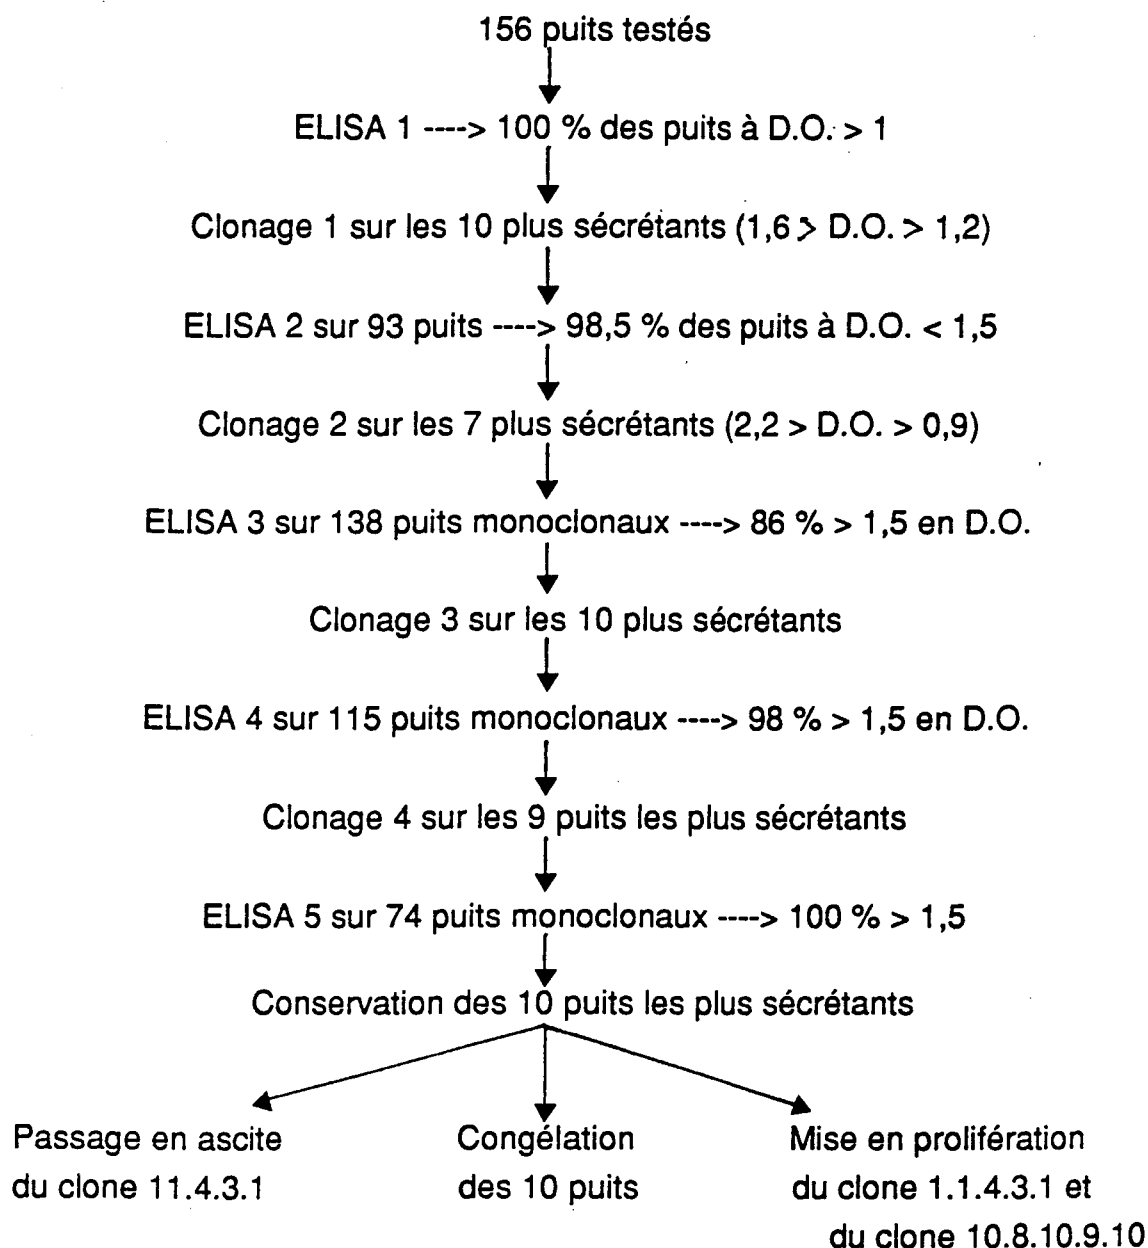 156 puits testés
ELISA 1 ----> 100 % des puits à D.O. > 1
Clonage 1 sur les 10 plus sécrétants (1,6 > D.O. > 1,2)
ELISA 2 sur 93 puits ----> 98,5 % des puits à D.O. < 1,5
Clonage 2 sur les 7 plus sécrétants (2,2 > D.O. > 0,9)
ELISA 3 sur 138 puits monoclonaux ----> 86 % > 1,5 en D.O.
Clonage 3 sur les 10 plus sécrétants
ELISA 4 sur 115 puits monoclonaux ----> 98 % > 1,5 en D.O.
Clonage 4 sur les 9 puits les plus sécrétants
ELISA 5 sur 74 puits monoclonaux ----> 100 % > 1,5
Conservation des 10 puits les plus sécrétants
Passage en ascite
du clone 11.4.3.1
Congélation
des 10 puits
Mise en prolifération
du clone 1.1.4.3.1 et
du clone 10.8.10.9.10